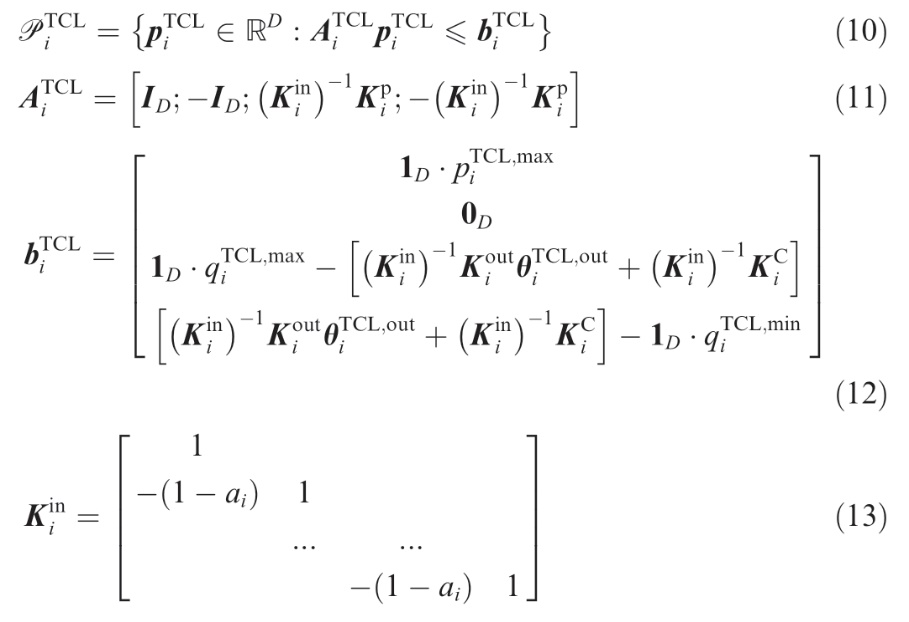 𝒫_i^TCL = {p_i^TCL ∈ ℝ^D : A_i^TCL p_i^TCL ⩽ b_i^TCL} (10)
A_i^TCL = [I_D; −I_D; (K_i^in)^−1 K_i^p; −(K_i^in)^−1 K_i^p] (11)
1_D · p_i^TCL,max
0_D
b_i^TCL = 1_D · q_i^TCL,max − [(K_i^in)^−1 K_i^out θ_i^TCL,out + (K_i^in)^−1 K_i^C]
[(K_i^in)^−1 K_i^out θ_i^TCL,out + (K_i^in)^−1 K_i^C] − 1_D · q_i^TCL,min
(12)
1
−(1 − a_i) 1
K_i^in = (13)
... ...
−(1 − a_i) 1